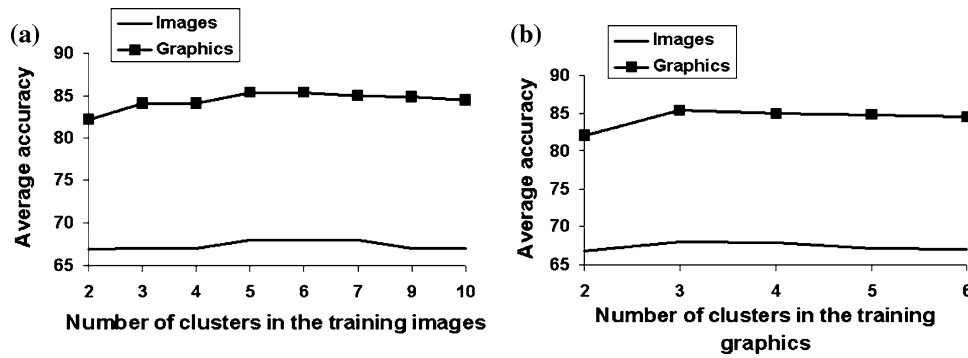 (a)
Images
Graphics
Average accuracy
90
85
80
75
70
65
2 3 4 5 6 7 9 10
Number of clusters in the training images
(b)
Images
Graphics
Average accuracy
90
85
80
75
70
65
2 3 4 5 6
Number of clusters in the training
graphics